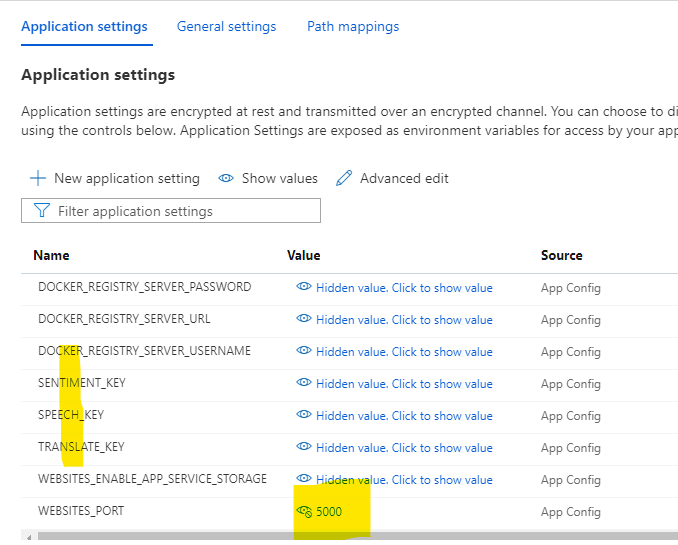 Application settings General settings Path mappings
Application settings
Application settings are encrypted at rest and transmitted over an encrypted channel. You can choose to di
using the controls below. Application Settings are exposed as environment variables for access by your app
New application setting Show values Advanced edit
Filter application settings
Name Value Source
DOCKER_REGISTRY_SERVER_PASSWORD Hidden value. Click to show value App Config
DOCKER_REGISTRY_SERVER_URL Hidden value. Click to show value App Config
DOCKER_REGISTRY_SERVER_USERNAME Hidden value. Click to show value App Config
SENTIMENT_KEY Hidden value. Click to show value App Config
SPEECH_KEY Hidden value. Click to show value App Config
TRANSLATE_KEY Hidden value. Click to show value App Config
WEBSITES_ENABLE_APP_SERVICE_STORAGE Hidden value. Click to show value App Config
WEBSITES_PORT 5000 App Config